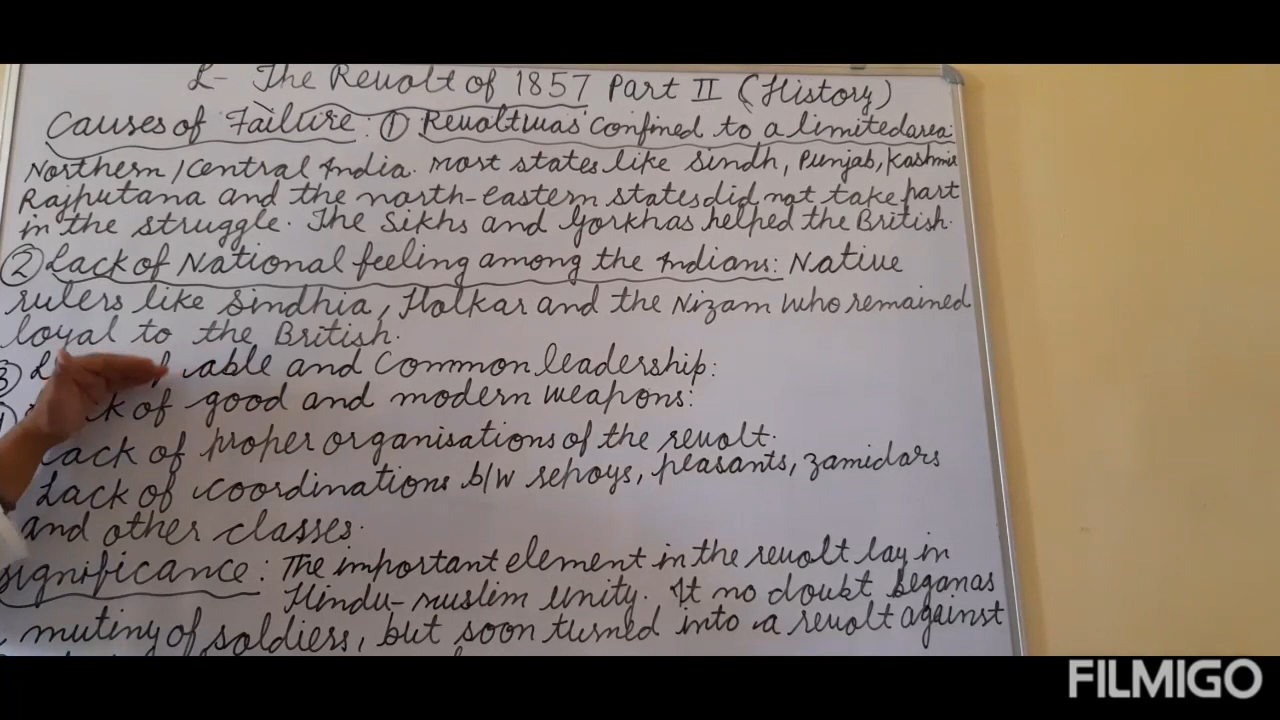 L- The Revolt of 1857 Part II (History)
Causes of Failure: ① Revolt was confined to a limited area:
Northern/Central India. Most states like Sindh, Punjab, Kashmir
Rajputana and the north-eastern states did not take part
in the struggle. The Sikhs and Gorkhas helped the British.
② Lack of National feeling among the Indians: Native
rulers like Sindhia, Holkar and the Nizam who remained
loyal to the British.
③ able and Common leadership:
of good and modern weapons:
Lack of proper organisations of the revolt.
Lack of coordinations b/w sepoys, peasants, zamidars
and other classes.
Significance: The important element in the revolt lay in
Hindu-Muslim unity. It no doubt began as
mutiny of soldiers, but soon turned into a revolt against
FILMIGO